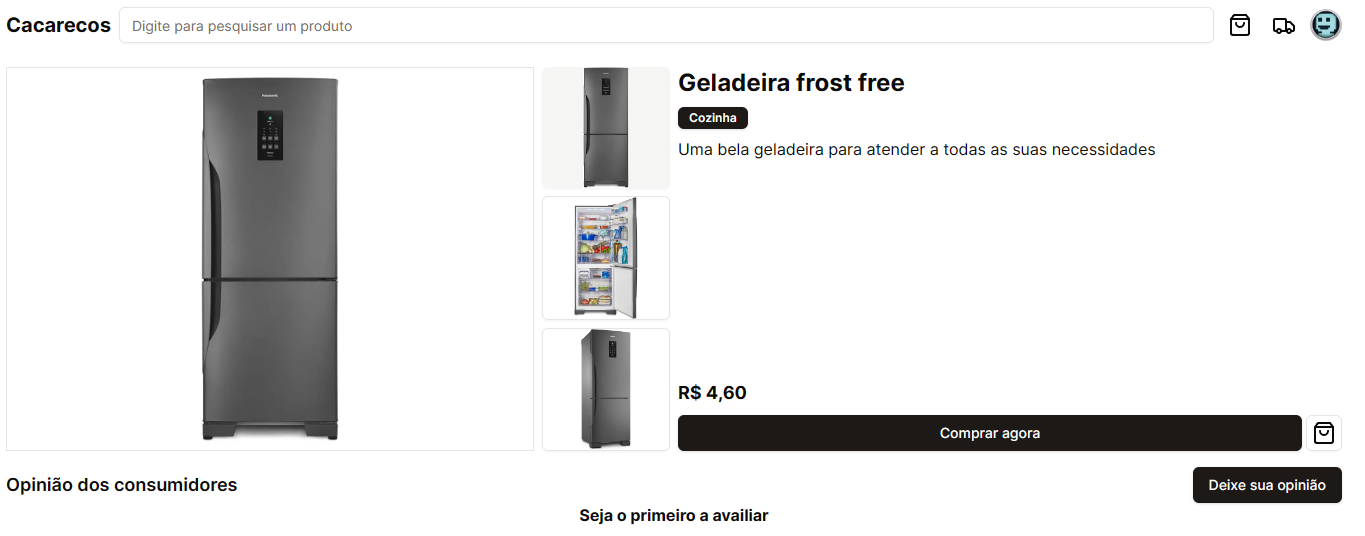 Cacarecos
Digite para pesquisar um produto
Panasonic
Geladeira frost free
Cozinha
Uma bela geladeira para atender a todas as suas necessidades
R$ 4,60
Comprar agora
Opinião dos consumidores
Deixe sua opinião
Seja o primeiro a availiar